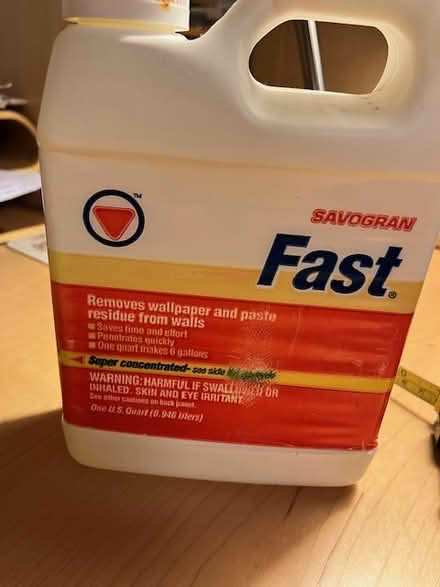 TM
SAVOGRAN
Fast®
Removes wallpaper and paste
residue from walls
■ Saves time and effort
■ Penetrates quickly
■ One quart makes 6 gallons
Super concentrated- see side
WARNING: HARMFUL IF SWALLOWED OR
INHALED. SKIN AND EYE IRRITANT.
See other cautions on back panel.
One U.S. Quart (0.946 liters)